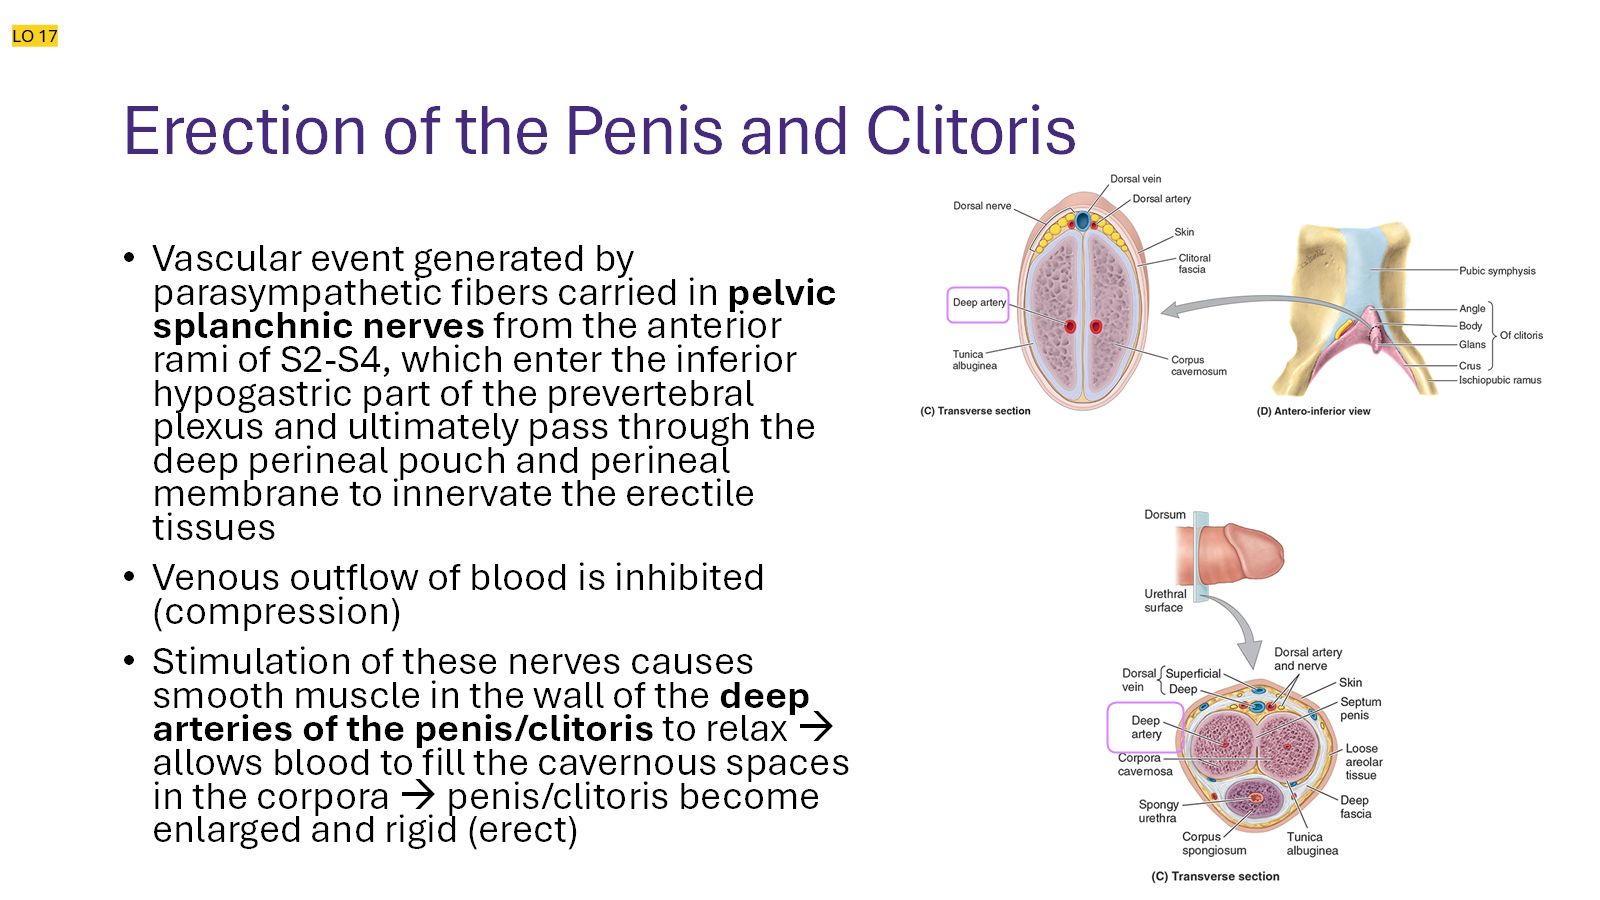 LO 17
Erection of the Penis and Clitoris
• Vascular event generated by
parasympathetic fibers carried in pelvic
splanchnic nerves from the anterior
rami of S2-S4, which enter the inferior
hypogastric part of the prevertebral
plexus and ultimately pass through the
deep perineal pouch and perineal
membrane to innervate the erectile
tissues
• Venous outflow of blood is inhibited
(compression)
• Stimulation of these nerves causes
smooth muscle in the wall of the deep
arteries of the penis/clitoris to relax →
allows blood to fill the cavernous spaces
in the corpora → penis/clitoris become
enlarged and rigid (erect)
Dorsal vein
Dorsal artery
Dorsal nerve
Skin
Clitoral
fascia
Deep artery
Tunica
albuginea
Corpus
cavernosum
(C) Transverse section
Pubic symphysis
Angle
Body
Of clitoris
Glans
Crus
Ischiopubic ramus
(D) Antero-inferior view
Dorsum
Urethral
surface
Dorsal artery
and nerve
Dorsal
vein
Superficial
Deep
Skin
Septum
penis
Deep
artery
Loose
areolar
tissue
Corpora
cavernosa
Deep
fascia
Spongy
urethra
Corpus
spongiosum
Tunica
albuginea
(C) Transverse section